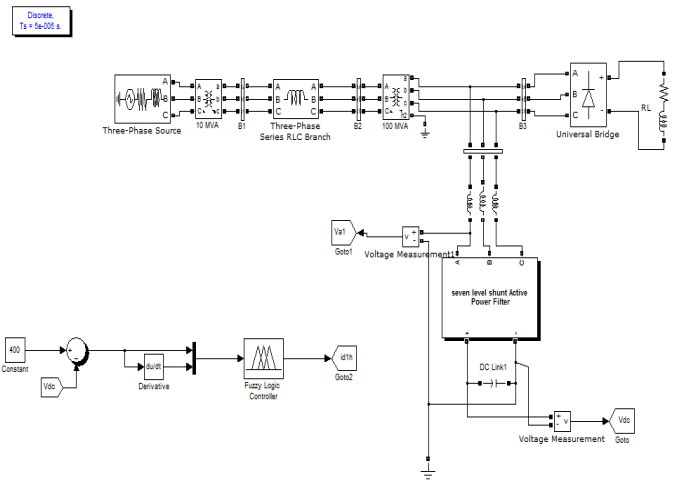 Discrete,
Ts = 5e-005 s.
A
B
C
Three-Phase Source
A
B
C
a
b
c
10 MVA
B1
A
B
C
A
B
C
Three-Phase
Series RLC Branch
B2
A
B
C
a
b
c
n2
100 MVA
B3
A
B
C
+
-
Universal Bridge
RL
Va1
Goto1
v
+
-
Voltage Measurement1
A
B
C
seven level shunt Active
Power Filter
+
-
DC Link1
+
-
v
Voltage Measurement
Vdc
Goto
400
Constant
+
-
Vdc
du/dt
Derivative
Fuzzy Logic
Controller
id1h
Goto2